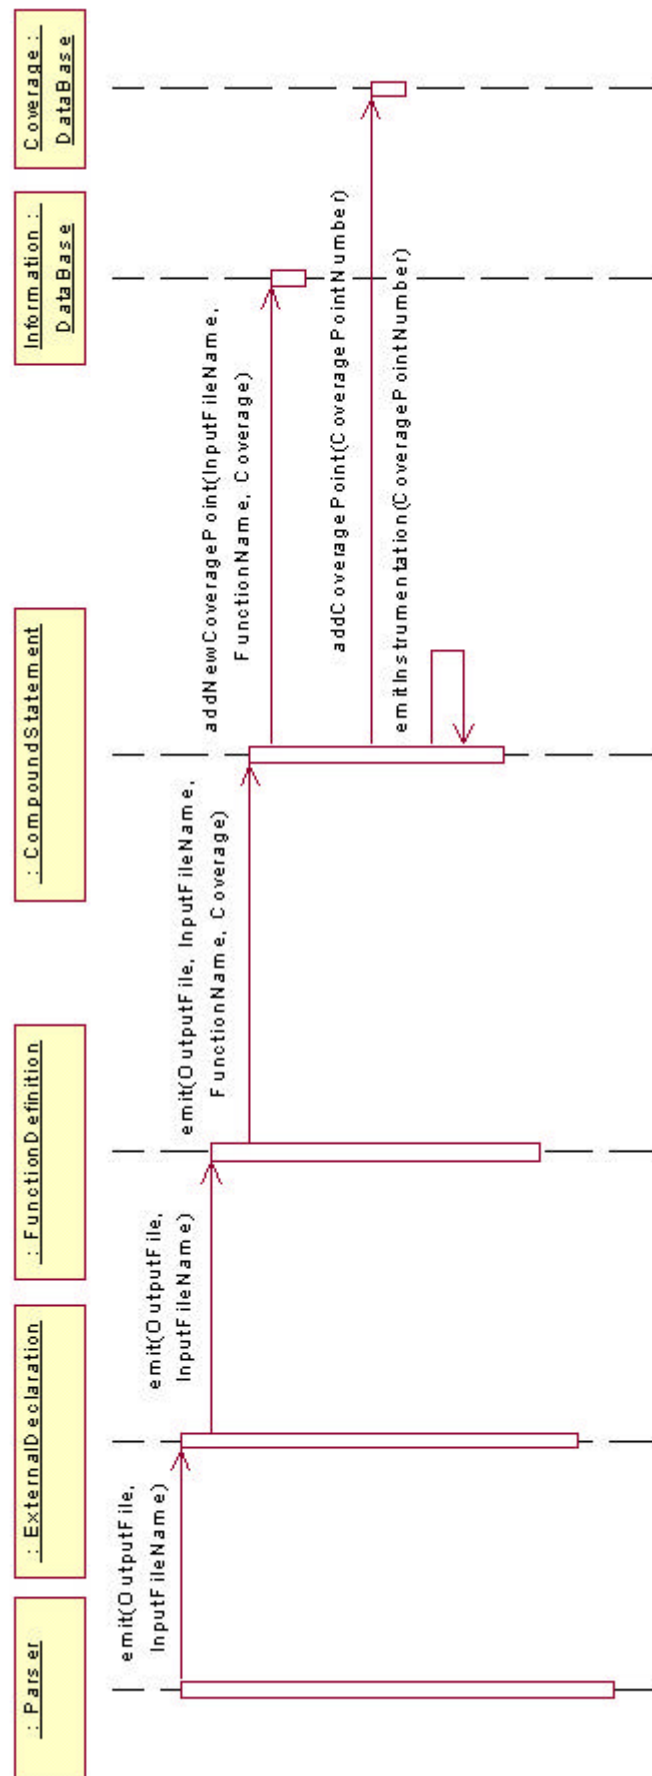 : Parser
: ExternalDeclaration
: FunctionDefinition
: CompoundStatement
Information :
DataBase
Coverage :
DataBase
emit(OutputFile,
InputFileName)
emit(OutputFile,
InputFileName)
emit(OutputFile, InputFileName,
FunctionName, Coverage)
addNewCoveragePoint(InputFileName,
FunctionName, Coverage)
addCoveragePoint(CoveragePointNumber)
emitInstrumentation(CoveragePointNumber)